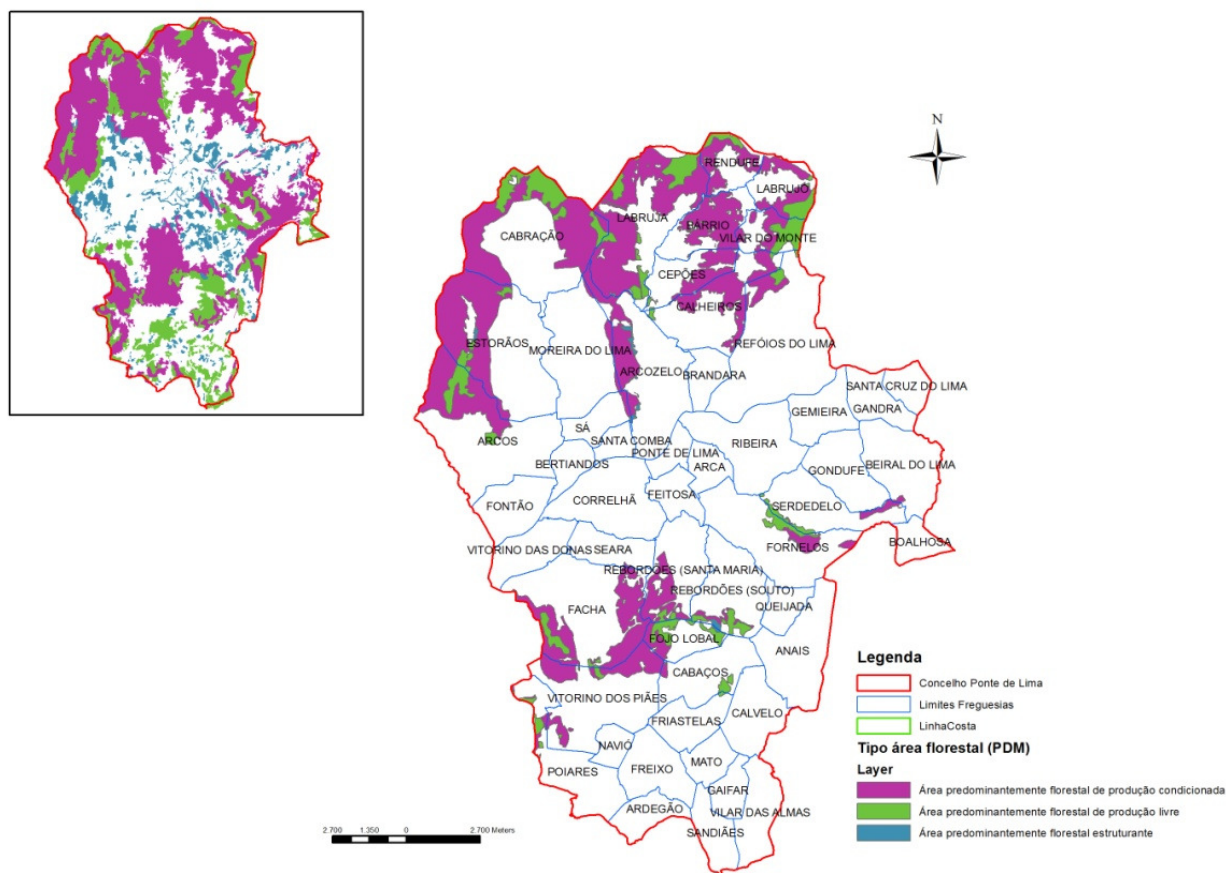 N
RENDUFE
LABRUJÓ
LABRUJA
BÁRRIO
CABRAÇÃO
VILAR DO MONTE
CEPÕES
CALHEIROS
ESTORÃOS
MOREIRA DO LIMA
REFÓIOS DO LIMA
ARCOZELO
BRANDARA
SANTA CRUZ DO LIMA
GEMIEIRA
GANDRA
SÁ
ARCOS
SANTA COMBA
RIBEIRA
PONTE DE LIMA
BERTIANDOS
ARCA
BEIRAL DO LIMA
GONDUFE
FEITOSA
CORRELHÃ
FONTÃO
SERDEDELO
BOALHOSA
FORNELOS
VITORINO DAS DONAS
SEARA
REBORDÕES (SANTA MARIA)
REBORDÕES (SOUTO)
FACHA
QUEIJADA
FOJO LOBAL
ANAIS
CABAÇOS
VITORINO DOS PIÃES
CALVELO
FRIASTELAS
NAVIÓ
MATO
POIARES
FREIXO
GAIFAR
ARDEGÃO
VILAR DAS ALMAS
SANDIÃES
Legenda
Concelho Ponte de Lima
Limites Freguesias
LinhaCosta
Tipo área florestal (PDM)
Layer
Área predominantemente florestal de produção condicionada
Área predominantemente florestal de produção livre
Área predominantemente florestal estruturante
2.700 1.350 0 2.700 Meters